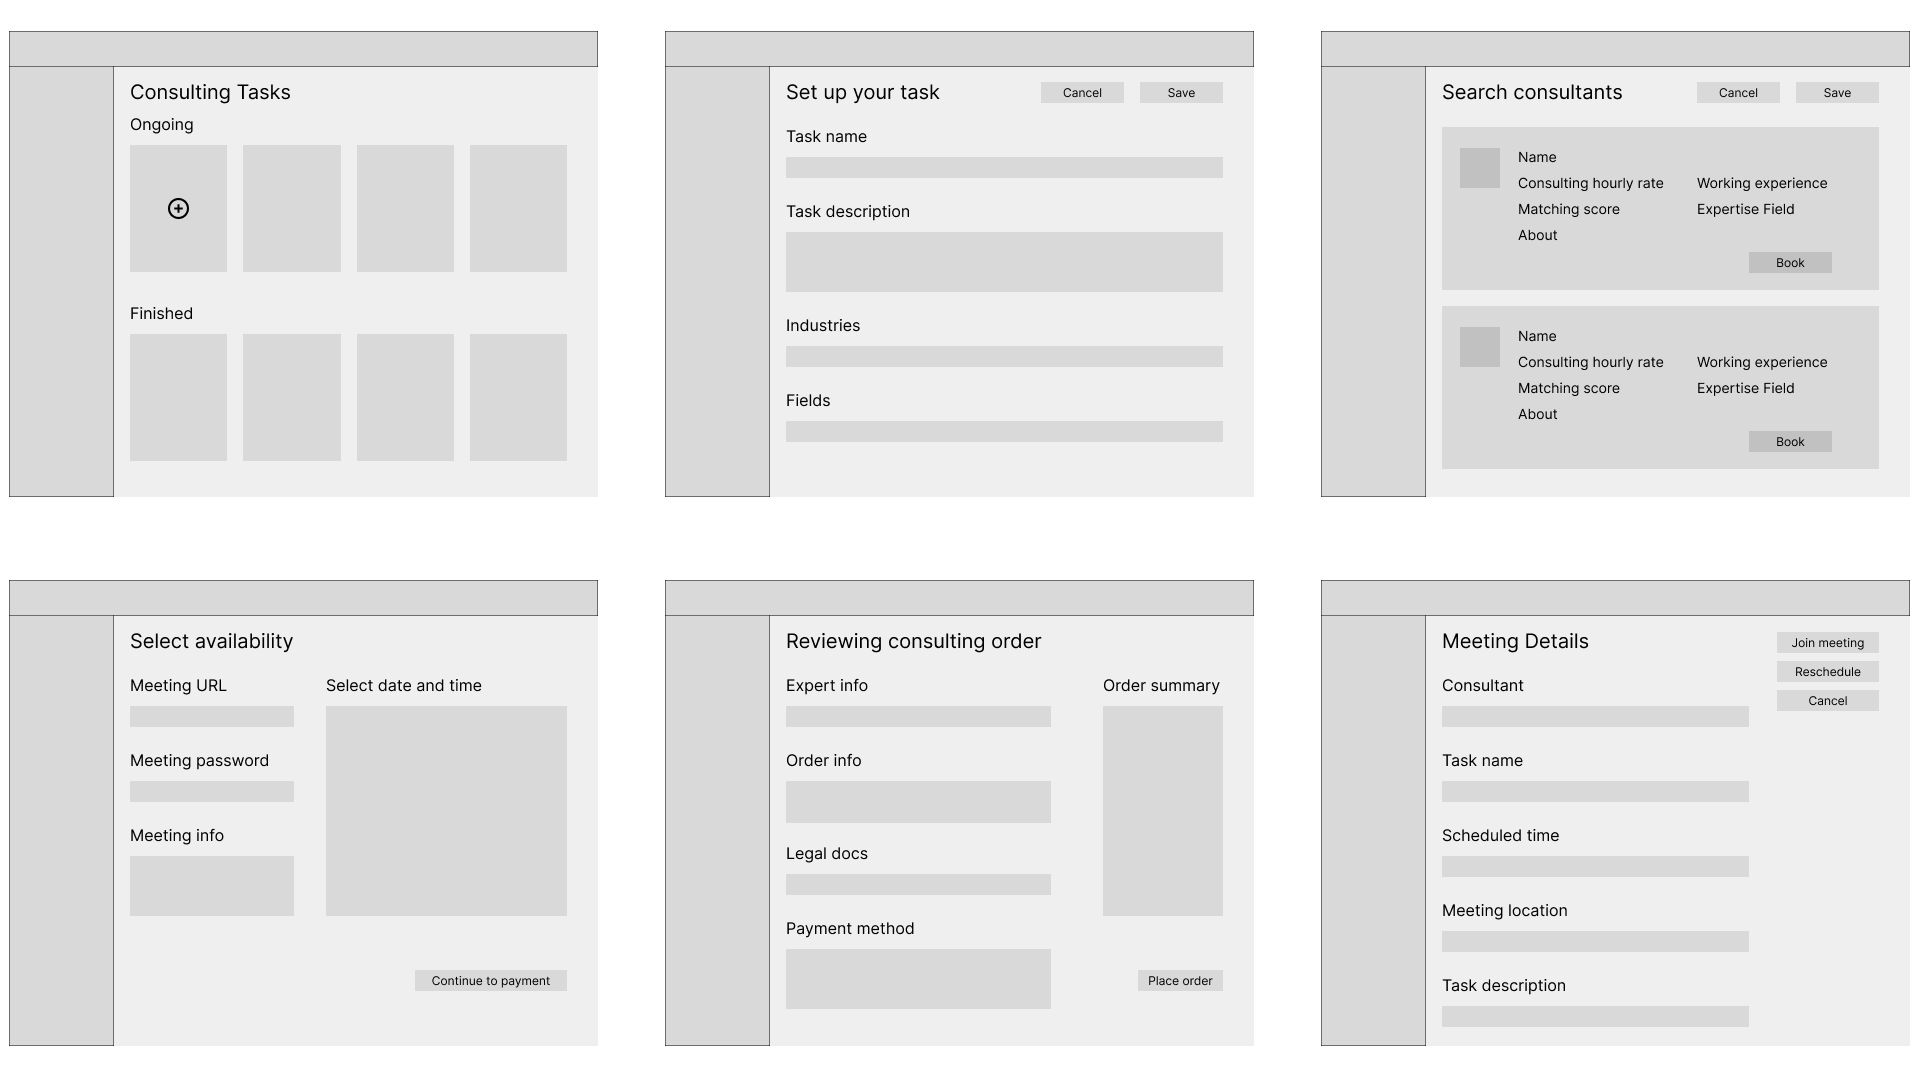 Consulting Tasks
Ongoing
Finished
Set up your task
Cancel
Save
Task name
Task description
Industries
Fields
Search consultants
Cancel
Save
Name
Consulting hourly rate
Working experience
Matching score
Expertise Field
About
Book
Name
Consulting hourly rate
Working experience
Matching score
Expertise Field
About
Book
Select availability
Meeting URL
Select date and time
Meeting password
Meeting info
Continue to payment
Reviewing consulting order
Expert info
Order summary
Order info
Legal docs
Payment method
Place order
Meeting Details
Join meeting
Reschedule
Cancel
Consultant
Task name
Scheduled time
Meeting location
Task description